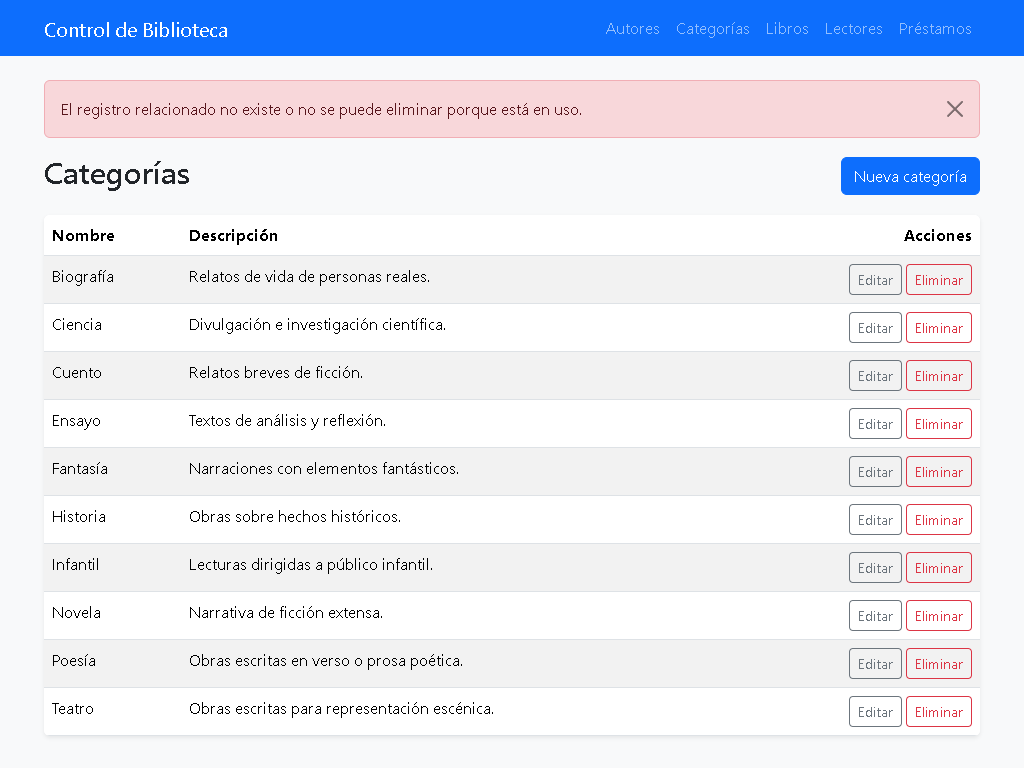 Control de Biblioteca Autores Categorías Libros Lectores Préstamos
El registro relacionado no existe o no se puede eliminar porque está en uso.
Categorías Nueva categoría
Nombre Descripción Acciones
Biografía Relatos de vida de personas reales. Editar Eliminar
Ciencia Divulgación e investigación científica. Editar Eliminar
Cuento Relatos breves de ficción. Editar Eliminar
Ensayo Textos de análisis y reflexión. Editar Eliminar
Fantasía Narraciones con elementos fantásticos. Editar Eliminar
Historia Obras sobre hechos históricos. Editar Eliminar
Infantil Lecturas dirigidas a público infantil. Editar Eliminar
Novela Narrativa de ficción extensa. Editar Eliminar
Poesía Obras escritas en verso o prosa poética. Editar Eliminar
Teatro Obras escritas para representación escénica. Editar Eliminar